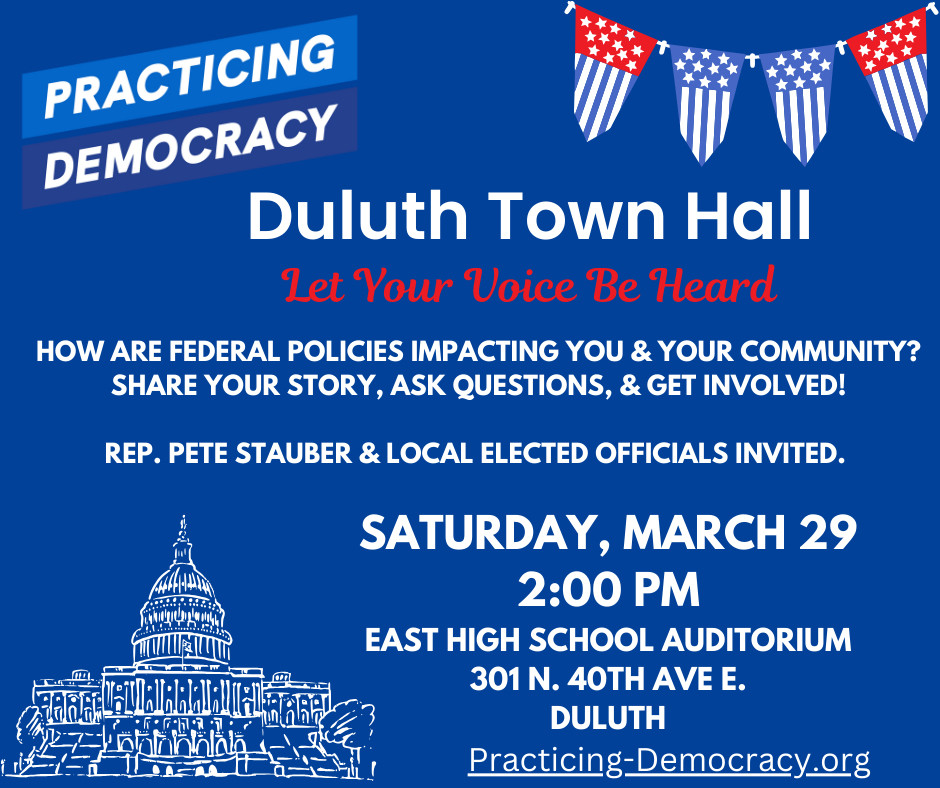 PRACTICING
DEMOCRACY
Duluth Town Hall
Let Your Voice Be Heard
HOW ARE FEDERAL POLICIES IMPACTING YOU & YOUR COMMUNITY?
SHARE YOUR STORY, ASK QUESTIONS, & GET INVOLVED!
REP. PETE STAUBER & LOCAL ELECTED OFFICIALS INVITED.
SATURDAY, MARCH 29
2:00 PM
EAST HIGH SCHOOL AUDITORIUM
301 N. 40TH AVE E.
DULUTH
Practicing-Democracy.org